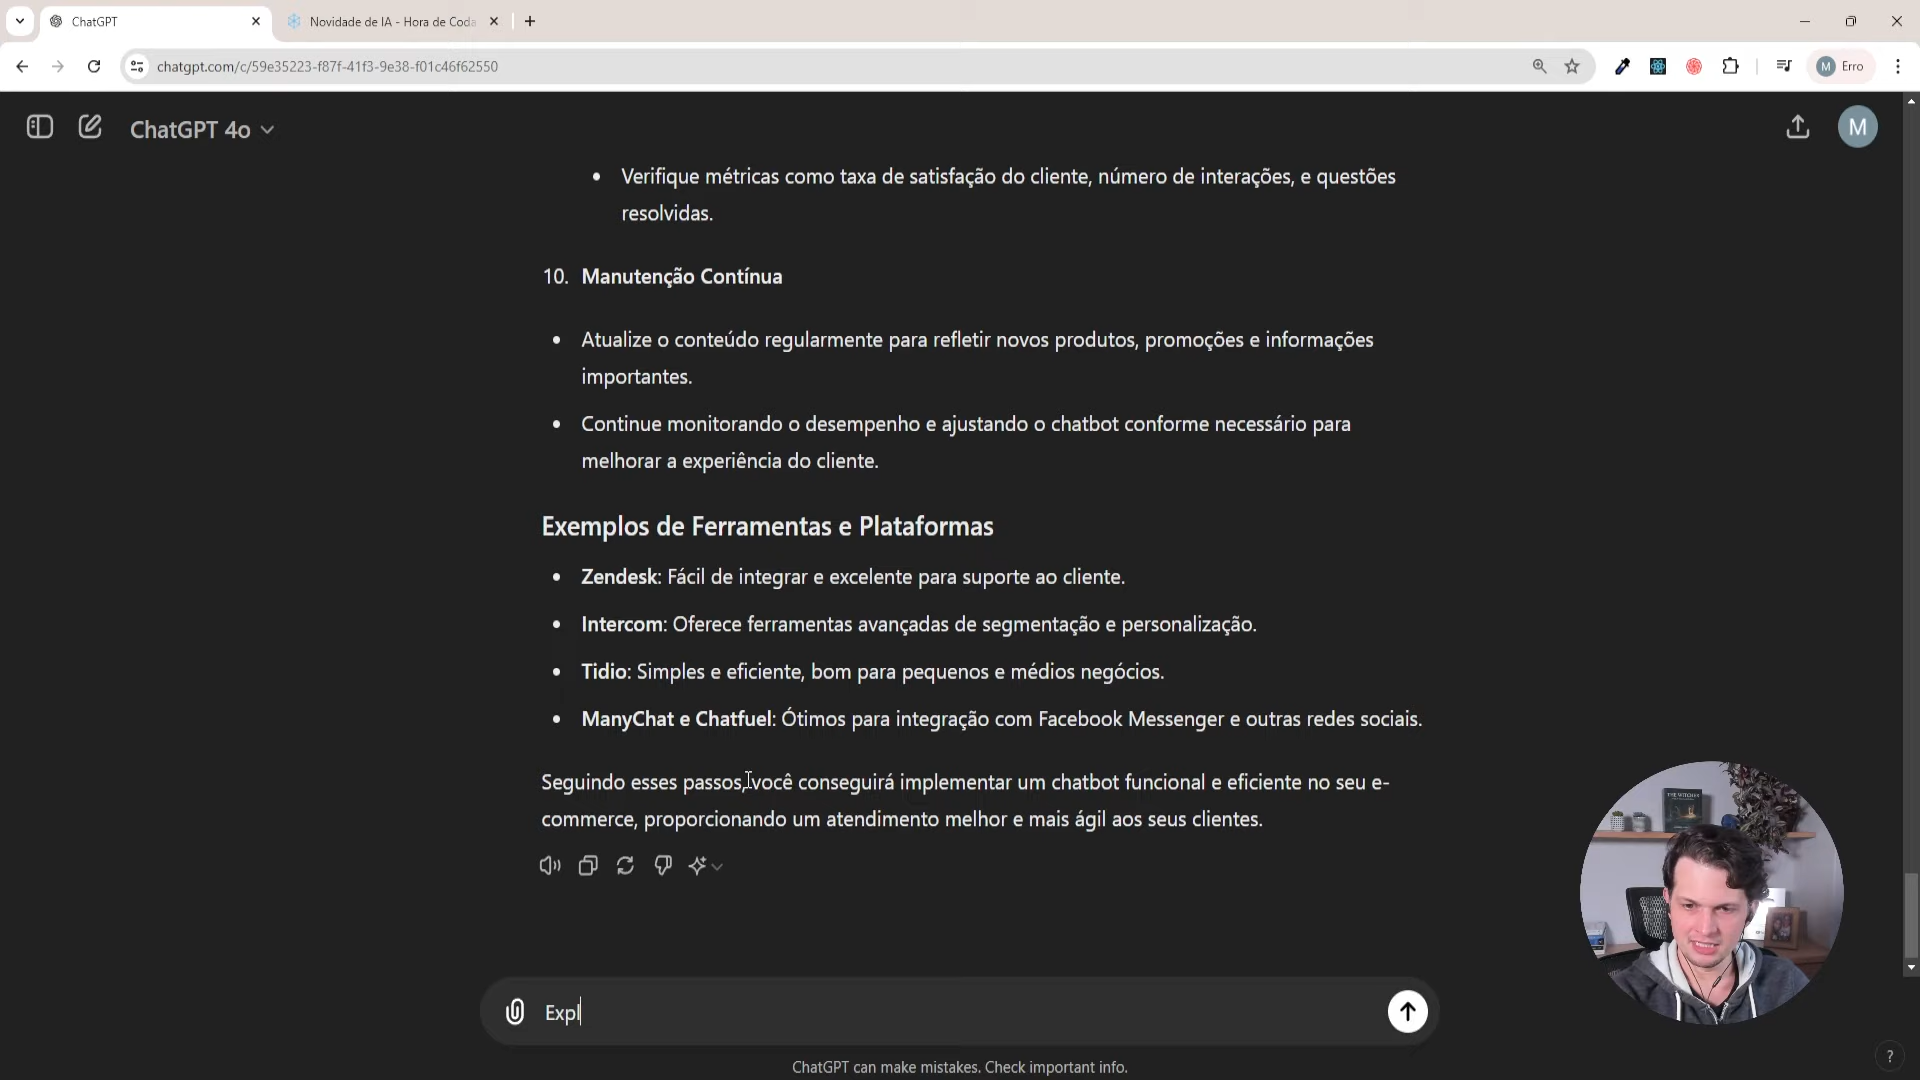 ChatGPT
Novidade de IA - Hora de Coda
chatgpt.com/c/59e35223-f87f-41f3-9e38-f01c46f62550
M Erro
ChatGPT 4o
M
• Verifique métricas como taxa de satisfação do cliente, número de interações, e questões
resolvidas.
10. Manutenção Contínua
• Atualize o conteúdo regularmente para refletir novos produtos, promoções e informações
importantes.
• Continue monitorando o desempenho e ajustando o chatbot conforme necessário para
melhorar a experiência do cliente.
Exemplos de Ferramentas e Plataformas
• Zendesk: Fácil de integrar e excelente para suporte ao cliente.
• Intercom: Oferece ferramentas avançadas de segmentação e personalização.
• Tidio: Simples e eficiente, bom para pequenos e médios negócios.
• ManyChat e Chatfuel: Ótimos para integração com Facebook Messenger e outras redes sociais.
Seguindo esses passos, você conseguirá implementar um chatbot funcional e eficiente no seu e-
commerce, proporcionando um atendimento melhor e mais ágil aos seus clientes.
THE WITCHER
Expl
ChatGPT can make mistakes. Check important info.
?